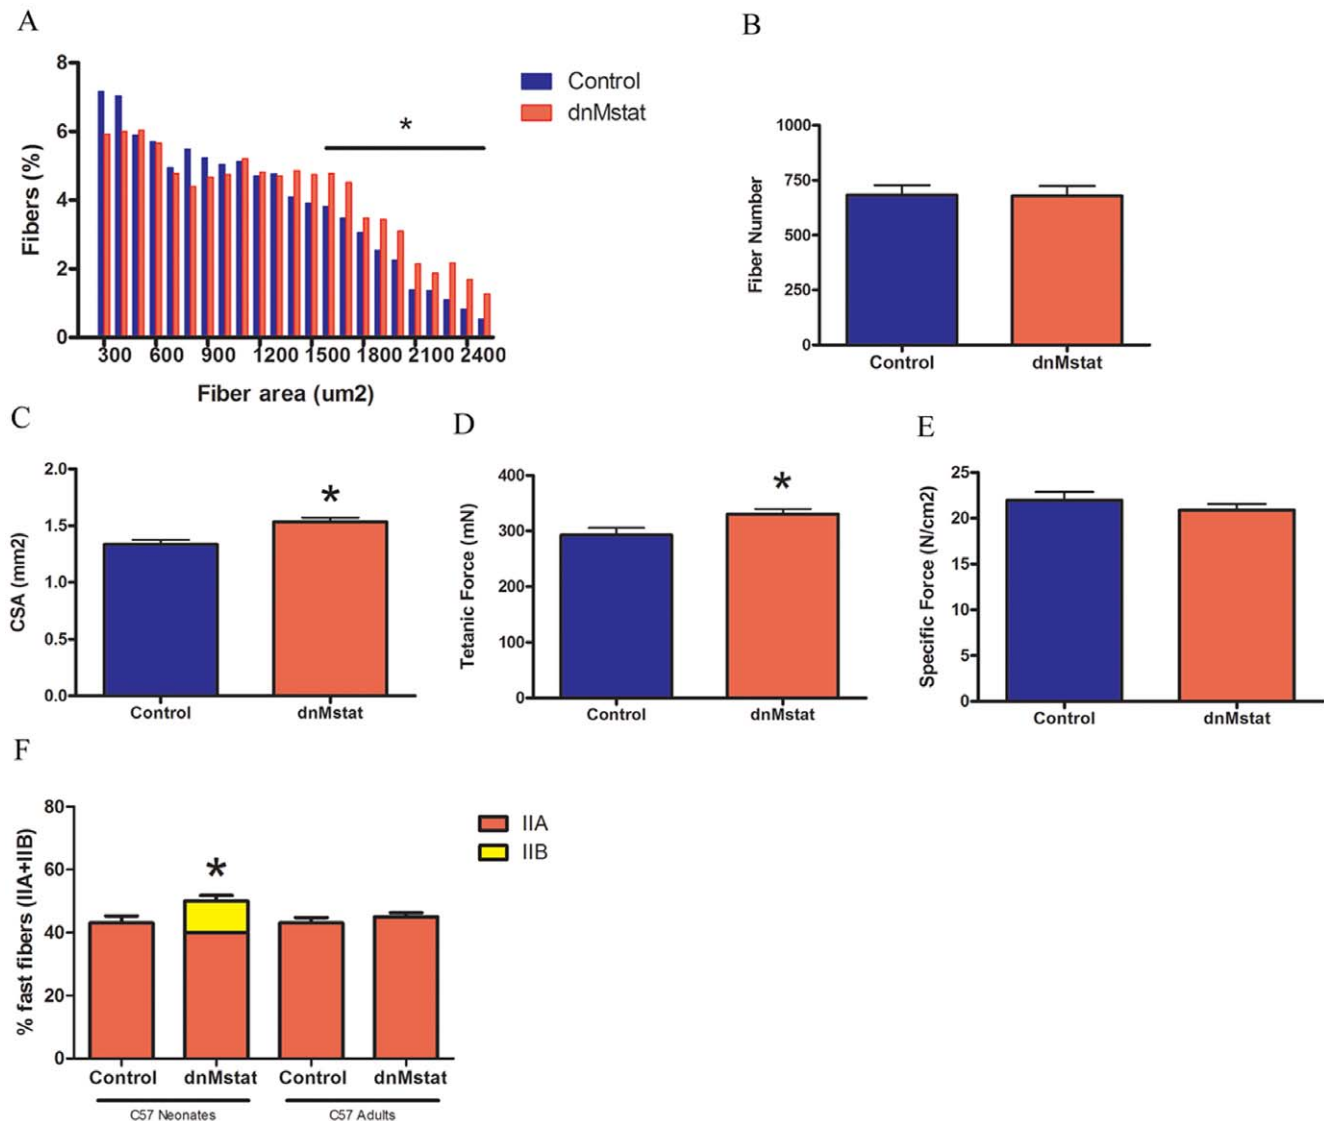 A
8
6
4
2
0
Fibers (%)
300 600 900 1200 1500 1800 2100 2400
Fiber area (um2)
*
Control
dnMstat
B
1000
750
500
250
0
Fiber Number
Control dnMstat
C
2.0
1.5
1.0
0.5
0.0
CSA (mm2)
*
Control dnMstat
D
400
300
200
100
0
Tetanic Force (mN)
*
Control dnMstat
E
25
20
15
10
5
0
Specific Force (N/cm2)
Control dnMstat
F
80
60
40
20
0
% fast fibers (IIA+IIB)
*
IIA
IIB
Control dnMstat Control dnMstat
C57 Neonates C57 Adults